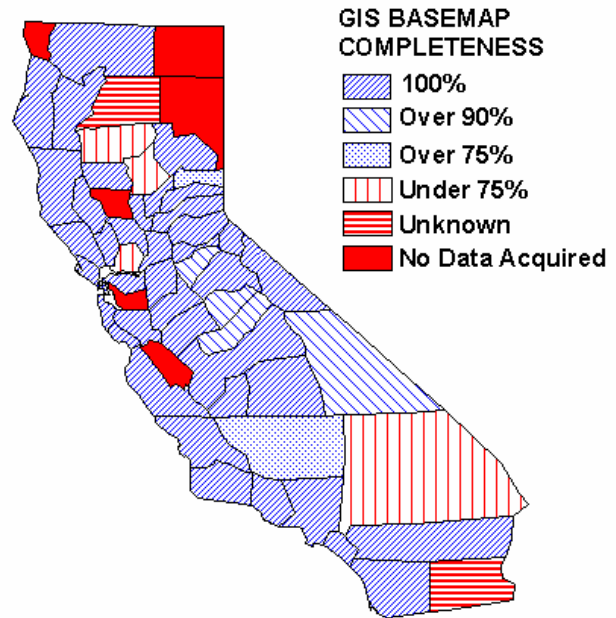 GIS BASEMAP
COMPLETENESS
100%
Over 90%
Over 75%
Under 75%
Unknown
No Data Acquired